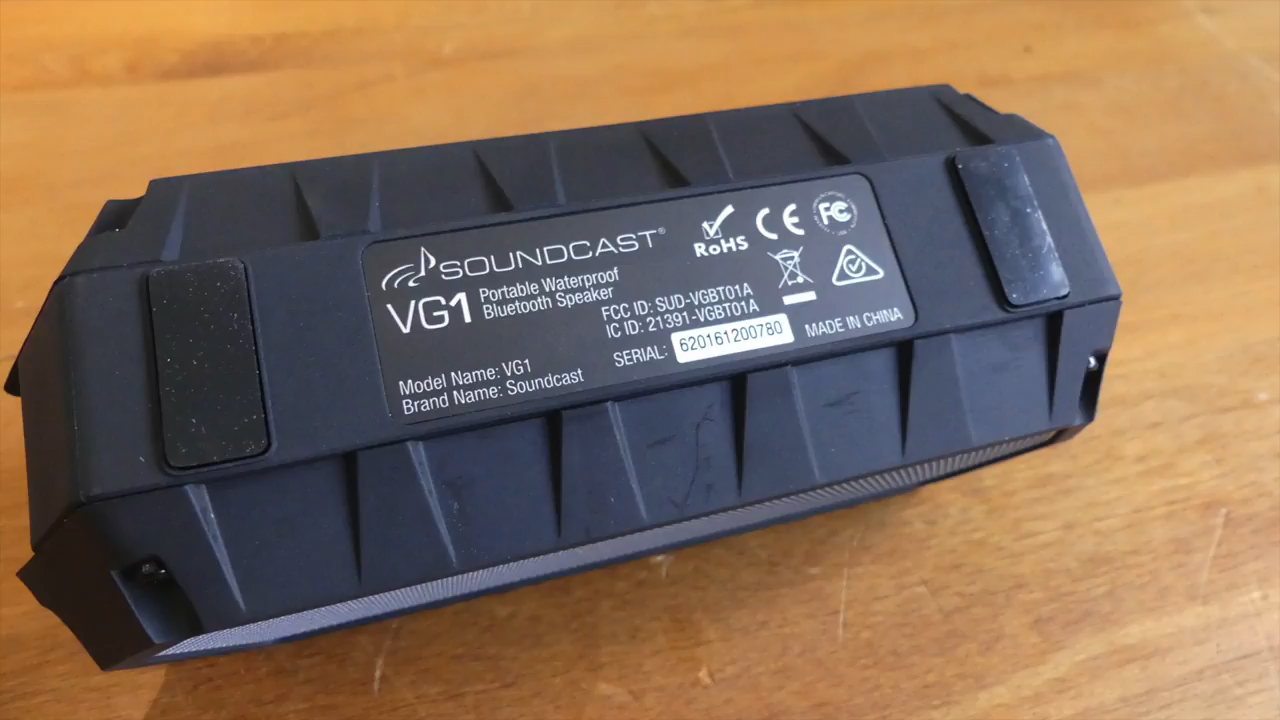 SOUNDCAST®
VG1
Portable Waterproof
Bluetooth Speaker
Model Name: VG1
Brand Name: Soundcast
RoHS
CE
FC
FCC ID: SUD-VGBT01A
IC ID: 21391-VGBT01A
SERIAL: 620161200780
MADE IN CHINA